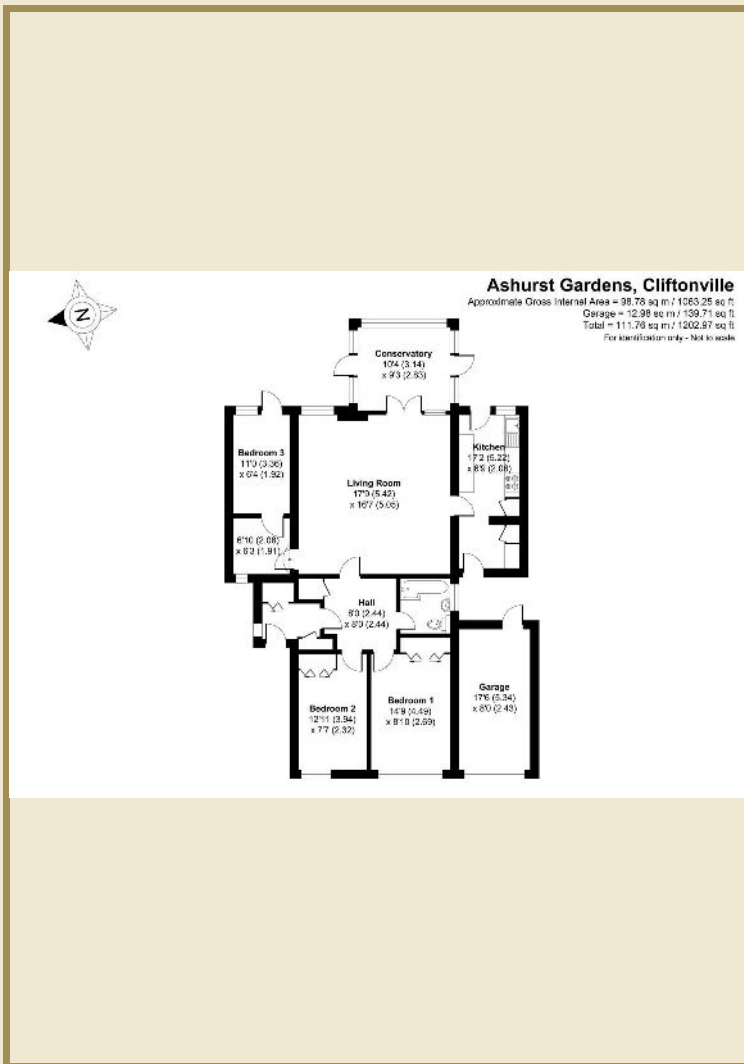 Ashurst Gardens, Cliftonville
Approximate Gross Internal Area = 98.78 sq m / 1063.25 sq ft
Garage = 12.98 sq m / 139.71 sq ft
Total = 111.76 sq m / 1202.97 sq ft
For identification only - Not to scale
N
Conservatory
10'4 (3.14)
x 9'3 (2.83)
Bedroom 3
11'0 (3.36)
x 6'4 (1.92)
Kitchen
17'2 (5.22)
(2.08)
Living Room
17'9 (5.42)
x 16'7 (5.05)
6'10 (2.08)
x 6'3 (1.91)
Hall
8'0 (2.44)
x 8'0 (2.44)
Bedroom 2
12'11 (3.94)
x 7'7 (2.32)
Bedroom 1
14'9 (4.49)
x 8'10 (2.69)
Garage
17'6 (5.34)
x 8'0 (2.43)